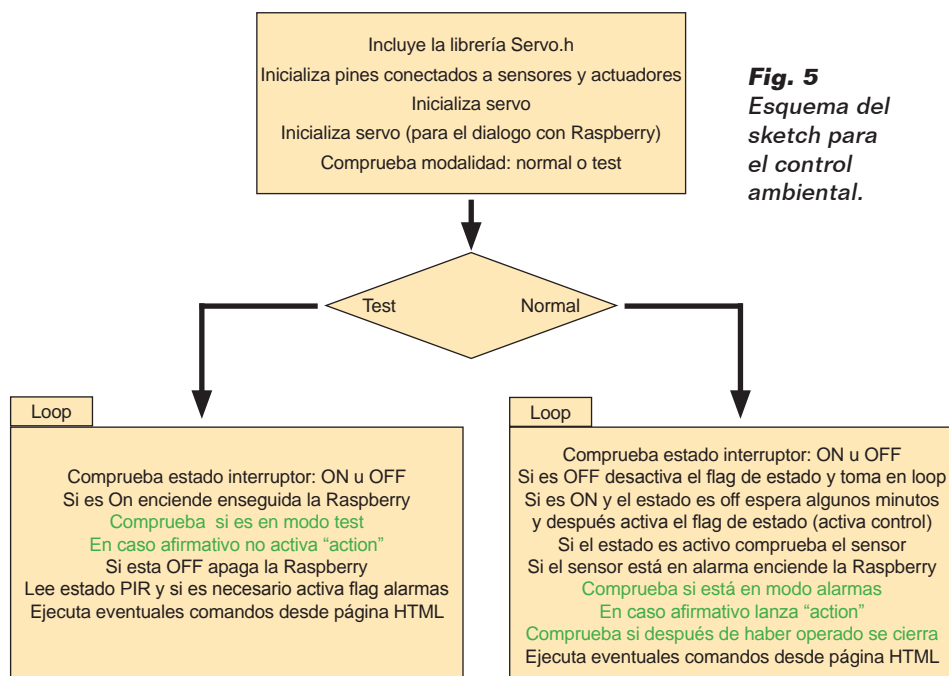 Incluye la librería Servo.h
Inicializa pines conectados a sensores y actuadores
Inicializa servo
Inicializa servo (para el dialogo con Raspberry)
Comprueba modalidad: normal o test
Fig. 5
Esquema del
sketch para
el control
ambiental.
Test
Normal
Loop
Comprueba estado interruptor: ON u OFF
Si es On enciende enseguida la Raspberry
Comprueba si es en modo test
En caso afirmativo no activa “action”
Si esta OFF apaga la Raspberry
Lee estado PIR y si es necesario activa flag alarmas
Ejecuta eventuales comandos desde página HTML
Loop
Comprueba estado interruptor: ON u OFF
Si es OFF desactiva el flag de estado y toma en loop
Si es ON y el estado es off espera algunos minutos
y después activa el flag de estado (activa control)
Si el estado es activo comprueba el sensor
Si el sensor está en alarma enciende la Raspberry
Comprueba si está en modo alarmas
En caso afirmativo lanza “action”
Comprueba si después de haber operado se cierra
Ejecuta eventuales comandos desde página HTML